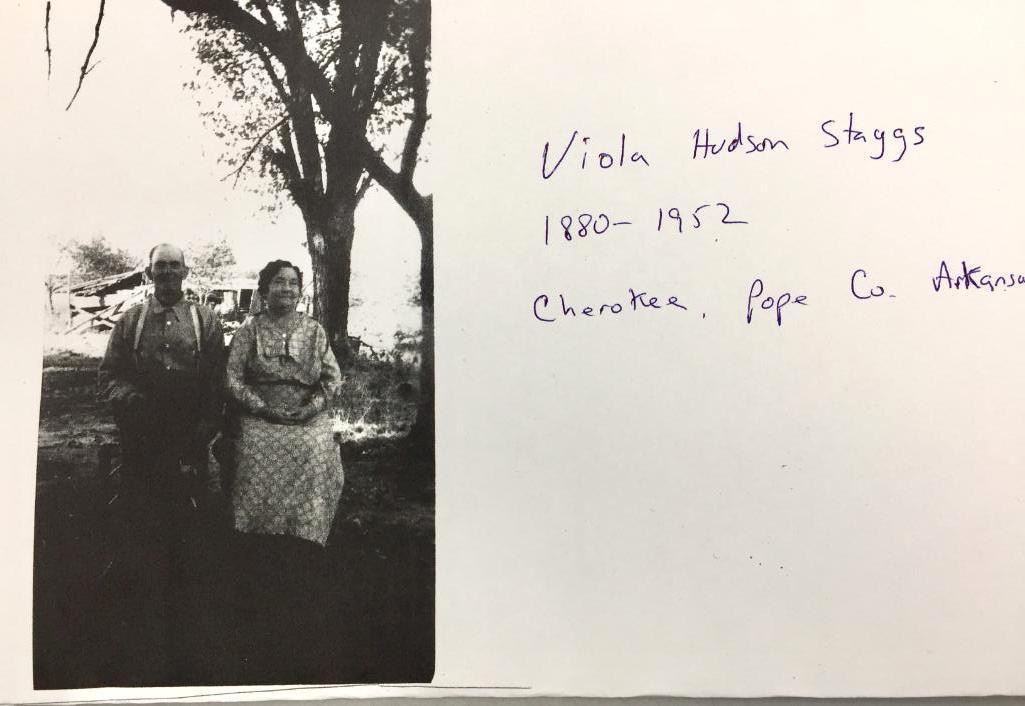 Viola Hudson Staggs
1880-1952
Cherokee, Pope Co. Arkansa